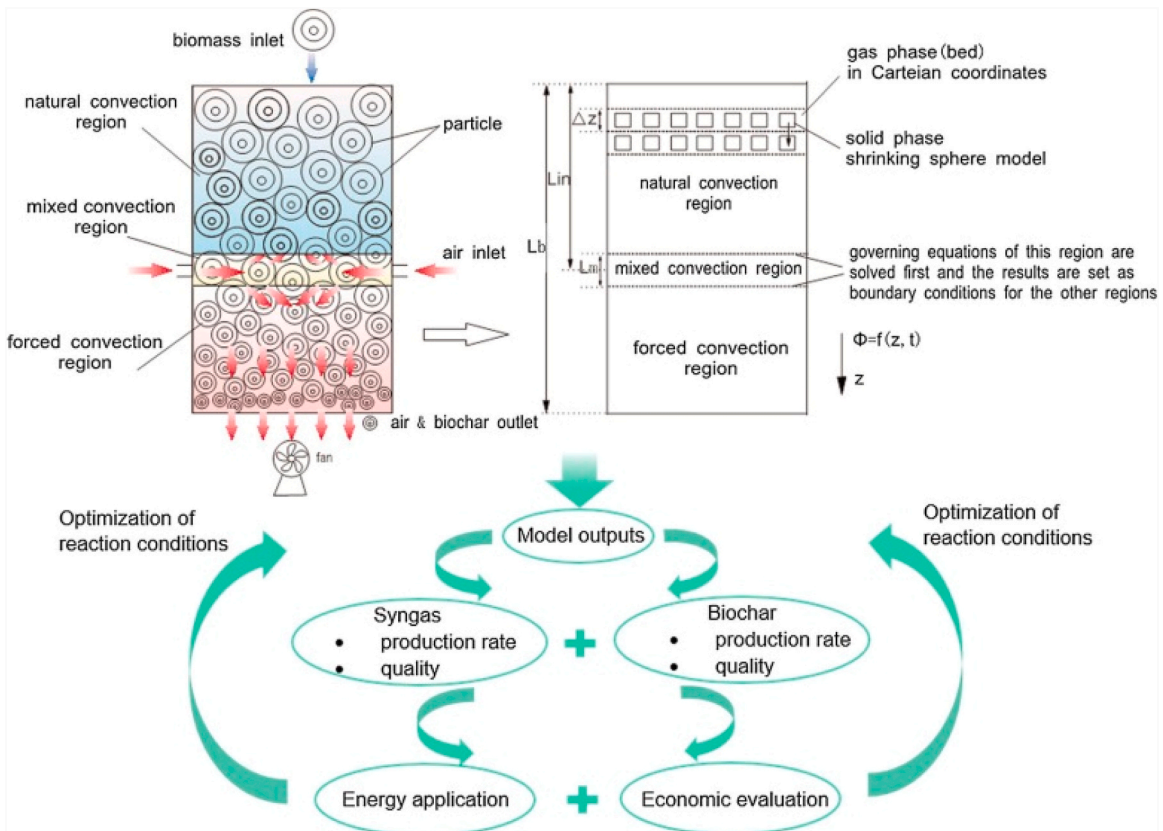 biomass inlet
natural convection
region
particle
mixed convection
region
air inlet
forced convection
region
air & biochar outlet
fan
gas phase(bed)
in Carteian coordinates
△z
solid phase
shrinking sphere model
Lin
natural convection
region
Lb
Lm
mixed convection region
governing equations of this region are
solved first and the results are set as
boundary conditions for the other regions
forced convection
region
Φ=f(z, t)
z
Optimization of
reaction conditions
Model outputs
Optimization of
reaction conditions
Syngas
• production rate
• quality
+
Biochar
• production rate
• quality
Energy application
+
Economic evaluation